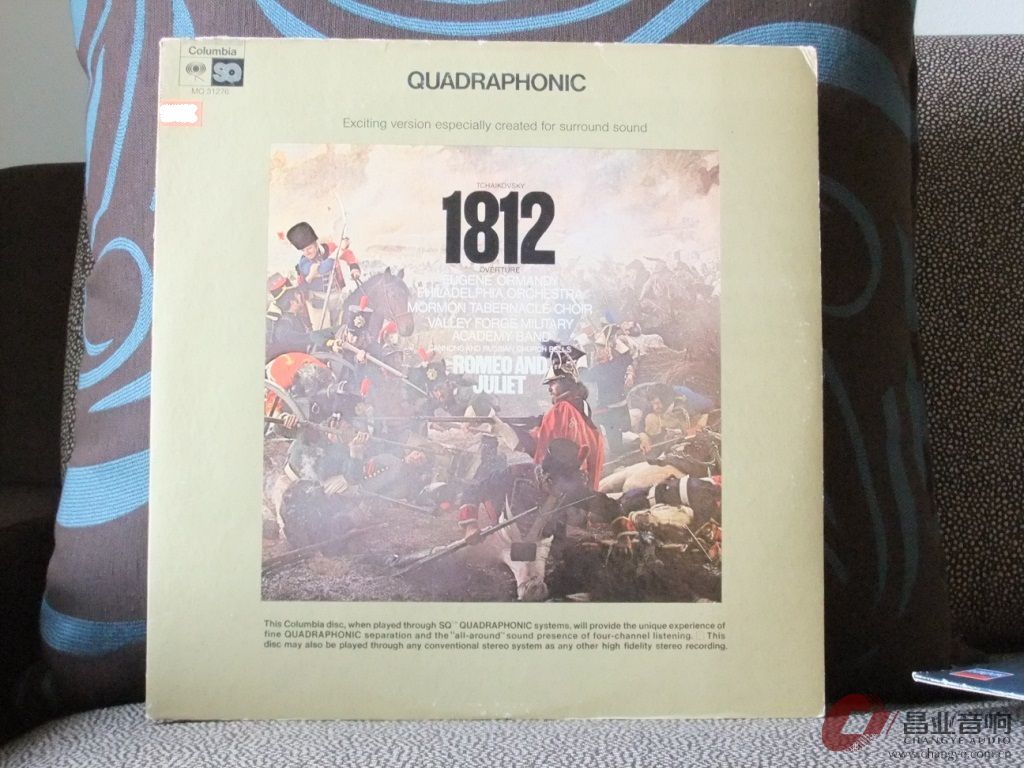 Columbia
SQ
MQ 31276
QUADRAPHONIC
Exciting version especially created for surround sound
TCHAIKOVSKY
1812
OVERTURE
EUGENE ORMANDY
PHILADELPHIA ORCHESTRA
MORMON TABERNACLE CHOIR
VALLEY FORGE MILITARY
ACADEMY BAND
CANNONS AND RUSSIAN CHURCH BELLS
ROMEO AND
JULIET
This Columbia disc, when played through SQ™ QUADRAPHONIC systems, will provide the unique experience of
fine QUADRAPHONIC separation and the "all-around" sound presence of four-channel listening. This
disc may also be played through any conventional stereo system as any other high fidelity stereo recording.
昌业音响
CHANGYE AUDIO
www.changye.com.cn